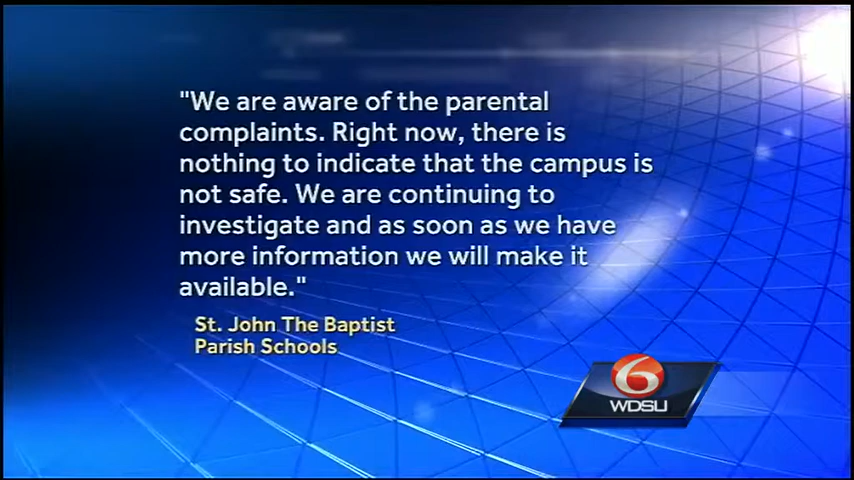 "We are aware of the parental
complaints. Right now, there is
nothing to indicate that the campus is
not safe. We are continuing to
investigate and as soon as we have
more information we will make it
available."
St. John The Baptist
Parish Schools
6
WDSU